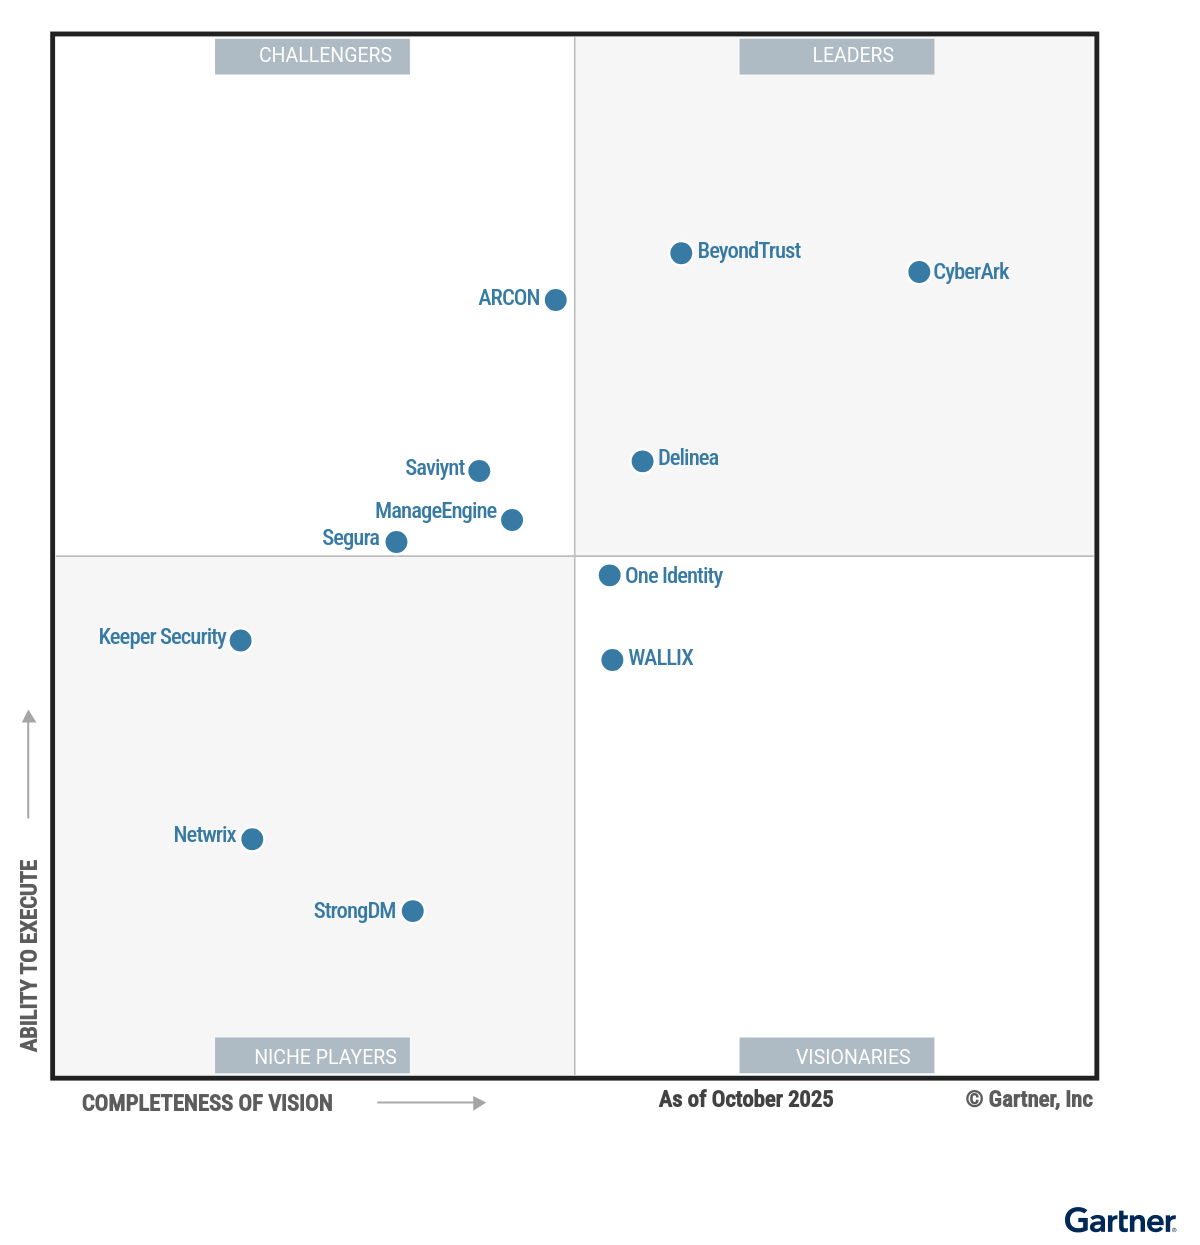 CHALLENGERS
LEADERS
BeyondTrust
CyberArk
ARCON
Delinea
Saviynt
ManageEngine
Segura
One Identity
Keeper Security
WALLIX
Netwrix
StrongDM
ABILITY TO EXECUTE
NICHE PLAYERS
VISIONARIES
COMPLETENESS OF VISION
As of October 2025
© Gartner, Inc
Gartner®